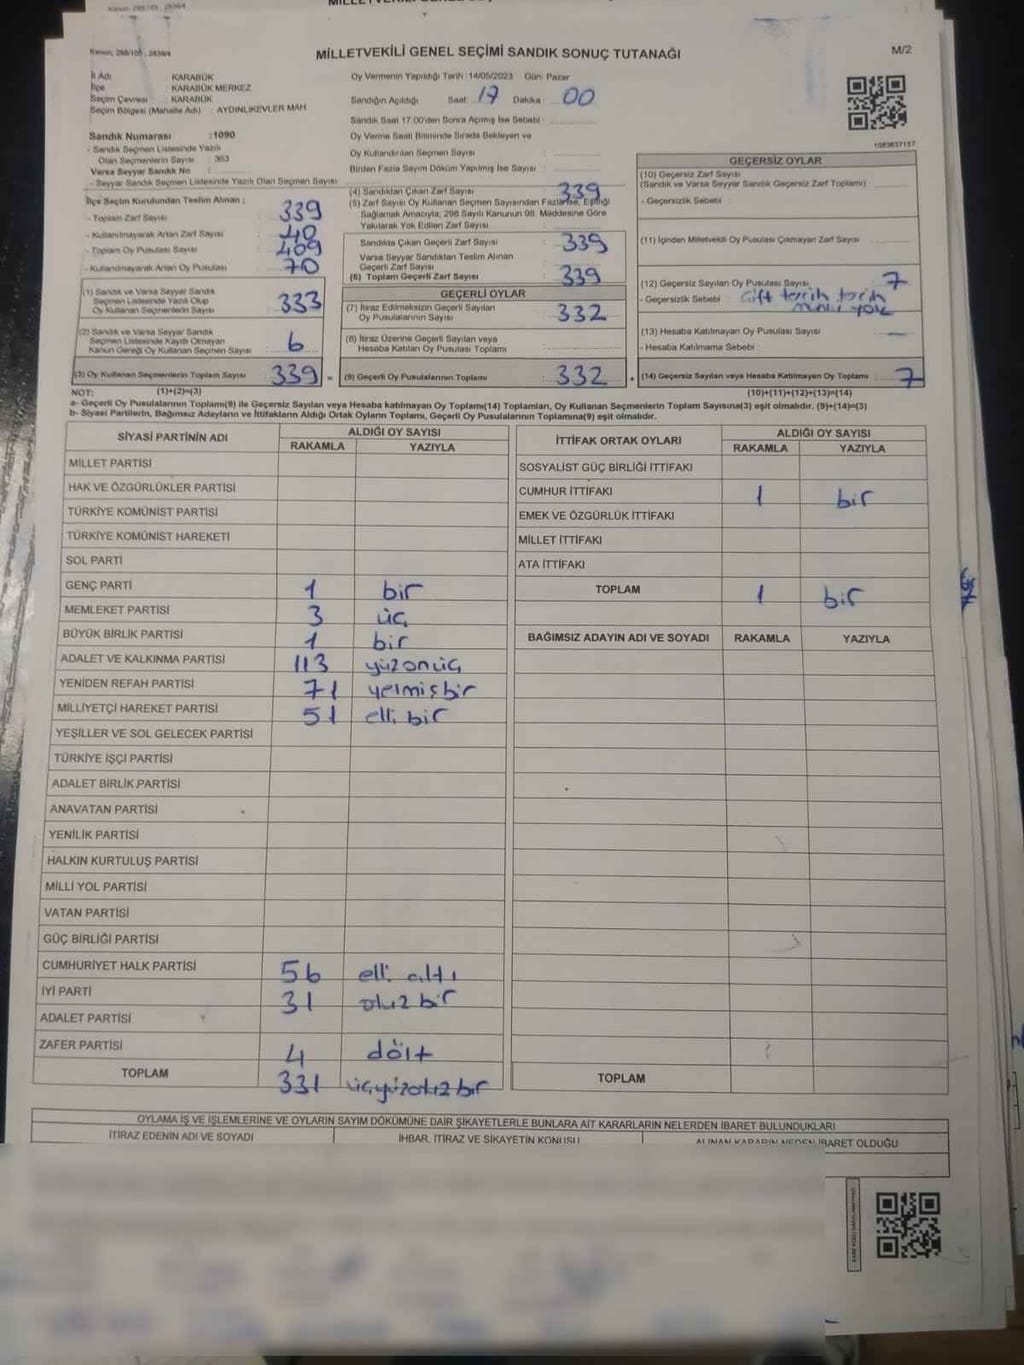 MİLLETVEKİLİ GENEL SEÇİMİ SANDIK SONUÇ TUTANAĞI
M/2
İl Adı : KARABÜK
İlçe : KARABÜK MERKEZ
Seçim Çevresi : KARABÜK
Seçim Bölgesi (Mahalle Adı) : AYDINLIKEVLER MAH.
Oy Vermenin Yapıldığı Tarih : 14/05/2023 Gün: Pazar
Sandığın Açıldığı Saat: 17 Dakika: 00
Sandık Saat 17.00'den Sonra Açılmış İse Sebebi :
Oy Verme Saati Bitiminde Sırada Bekleyen ve
Oy Kullandırılan Seçmen Sayısı
Birden Fazla Sayım Döküm Yapılmış İse Sayısı :
Sandık Numarası : 1090
- Sandık Seçmen Listesinde Yazılı
Olan Seçmenlerin Sayısı : 363
Varsa Seyyar Sandık No
- Seyyar Sandık Seçmen Listesinde Yazılı Olan Seçmen Sayısı :
İlçe Seçim Kurulundan Teslim Alınan :
- Toplam Zarf Sayısı 339
- Kullanılmayarak Artan Zarf Sayısı 40
- Toplam Oy Pusulası Sayısı 409
- Kullanılmayarak Artan Oy Pusulası 70
(1) Sandık ve Varsa Seyyar Sandık
Seçmen Listesinde Yazılı Olup
Oy Kullanan Seçmenlerin Sayısı 333
(2) Sandık ve Varsa Seyyar Sandık
Seçmen Listesinde Kayıtlı Olmayan
Kanun Gereği Oy Kullanan Seçmen Sayısı 6
(3) Oy Kullanan Seçmenlerin Toplam Sayısı 339 =
(4) Sandıktan Çıkan Zarf Sayısı 339
(5) Zarf Sayısı Oy Kullanan Seçmen Sayısından Fazla İse, Eşitliği
Sağlamak Amacıyla; 298 Sayılı Kanunun 98. Maddesine Göre
Yakılarak Yok Edilen Zarf Sayısı
Sandıkta Çıkan Geçerli Zarf Sayısı 339
Varsa Seyyar Sandıktan Teslim Alınan
Geçerli Zarf Sayısı
(6) Toplam Geçerli Zarf Sayısı 339
GEÇERLİ OYLAR
(7) İtiraz Edilmeksizin Geçerli Sayılan
Oy Pusulalarının Sayısı 332
(8) İtiraz Üzerine Geçerli Sayılan veya
Hesaba Katılan Oy Pusulası Toplamı
(9) Geçerli Oy Pusulalarının Toplamı : 332 +
1083637157
GEÇERSİZ OYLAR
(10) Geçersiz Zarf Sayısı
(Sandık ve Varsa Seyyar Sandık Geçersiz Zarf Toplamı)
- Geçersizlik Sebebi :
(11) İçinden Milletvekili Oy Pusulası Çıkmayan Zarf Sayısı
(12) Geçersiz Sayılan Oy Pusulası Sayısı 7
- Geçersizlik Sebebi : Çift tercih tercih
mührü yok
(13) Hesaba Katılmayan Oy Pusulası Sayısı —
- Hesaba Katılmama Sebebi :
(14) Geçersiz Sayılan veya Hesaba Katılmayan Oy Toplamı : 7
NOT: (1)+(2)=(3) (10)+(11)+(12)+(13)=(14)
a- Geçerli Oy Pusulalarının Toplamı(9) ile Geçersiz Sayılan veya Hesaba katılmayan Oy Toplamı(14) Toplamları, Oy Kullanan Seçmenlerin Toplam Sayısına(3) eşit olmalıdır. (9)+(14)=(3)
b- Siyasi Partilerin, Bağımsız Adayların ve İttifakların Aldığı Ortak Oyların Toplamı, Geçerli Oy Pusulalarının Toplamına(9) eşit olmalıdır.
SİYASİ PARTİNİN ADI ALDIĞI OY SAYISI
RAKAMLA YAZIYLA
MİLLET PARTİSİ
HAK VE ÖZGÜRLÜKLER PARTİSİ
TÜRKİYE KOMÜNİST PARTİSİ
TÜRKİYE KOMÜNİST HAREKETİ
SOL PARTİ
GENÇ PARTİ 1 bir
MEMLEKET PARTİSİ 3 üç
BÜYÜK BİRLİK PARTİSİ 1 bir
ADALET VE KALKINMA PARTİSİ 113 yüzonüç
YENİDEN REFAH PARTİSİ 71 yetmişbir
MİLLİYETÇİ HAREKET PARTİSİ 51 elli bir
YEŞİLLER VE SOL GELECEK PARTİSİ
TÜRKİYE İŞÇİ PARTİSİ
ADALET BİRLİK PARTİSİ
ANAVATAN PARTİSİ
YENİLİK PARTİSİ
HALKIN KURTULUŞ PARTİSİ
MİLLİ YOL PARTİSİ
VATAN PARTİSİ
GÜÇ BİRLİĞİ PARTİSİ
CUMHURİYET HALK PARTİSİ 56 elli altı
İYİ PARTİ 31 otuz bir
ADALET PARTİSİ
ZAFER PARTİSİ 4 dört
TOPLAM 331 üçyüzotuz bir
İTTİFAK ORTAK OYLARI ALDIĞI OY SAYISI
RAKAMLA YAZIYLA
SOSYALİST GÜÇ BİRLİĞİ İTTİFAKI
CUMHUR İTTİFAKI 1 bir
EMEK VE ÖZGÜRLÜK İTTİFAKI
MİLLET İTTİFAKI
ATA İTTİFAKI
TOPLAM 1 bir
BAĞIMSIZ ADAYIN ADI VE SOYADI RAKAMLA YAZIYLA
TOPLAM
OYLAMA İŞ VE İŞLEMLERİNE VE OYLARIN SAYIM DÖKÜMÜNE DAİR ŞİKAYETLERLE BUNLARA AİT KARARLARIN NELERDEN İBARET BULUNDUKLARI
İTİRAZ EDENİN ADI VE SOYADI İHBAR, İTİRAZ VE ŞİKAYETİN KONUSU ALINAN KARARIN NEDEN İBARET OLDUĞU